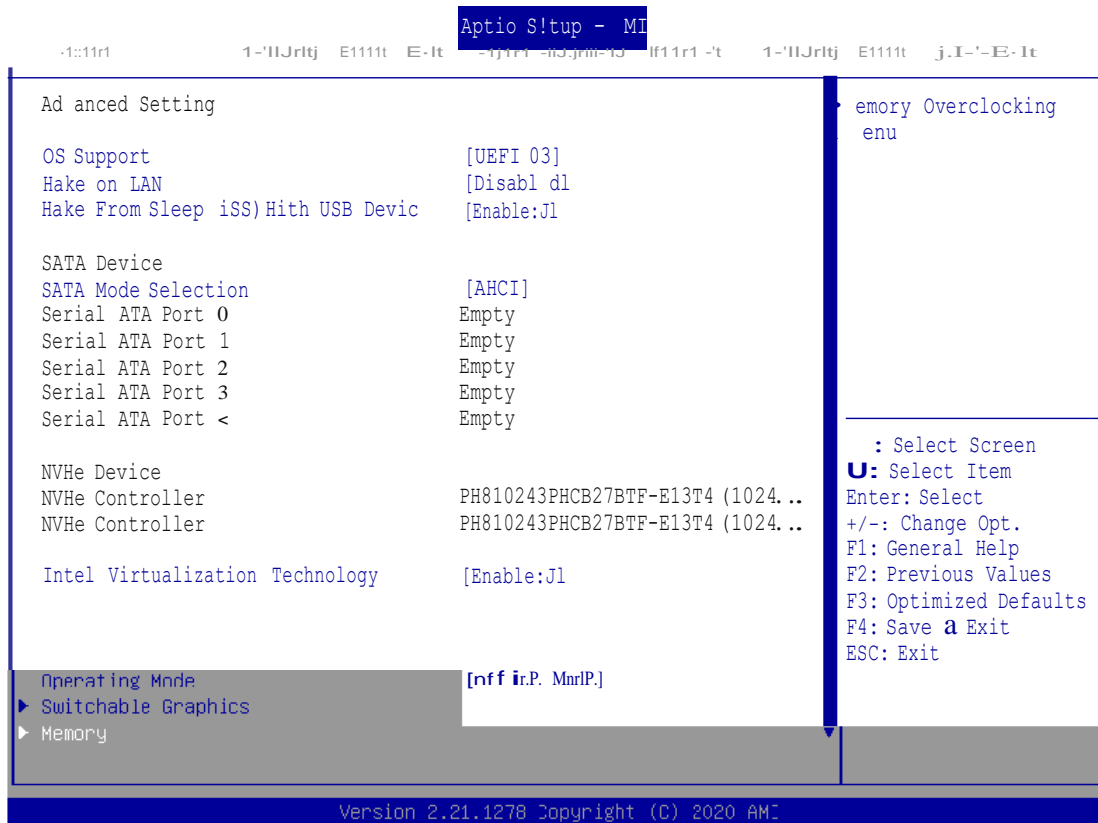 Aptio S!tup - MI
Ad anced Setting
OS Support [UEFI 03]
Hake on LAN [Disabl dl
Hake From Sleep iSS) Hith USB Devic [Enable:Jl
SATA Device
SATA Mode Selection [AHCI]
Serial ATA Port 0 Empty
Serial ATA Port 1 Empty
Serial ATA Port 2 Empty
Serial ATA Port 3 Empty
Serial ATA Port < Empty
NVHe Device
NVHe Controller PH810243PHCB27BTF-E13T4 (1024...
NVHe Controller PH810243PHCB27BTF-E13T4 (1024...
Intel Virtualization Technology [Enable:Jl
Operating Mode
Switchable Graphics
Memory
emory Overclocking
enu
: Select Screen
U: Select Item
Enter: Select
+/-: Change Opt.
F1: General Help
F2: Previous Values
F3: Optimized Defaults
F4: Save a Exit
ESC: Exit
Version 2.21.1278 Copyright (C) 2020 AMI